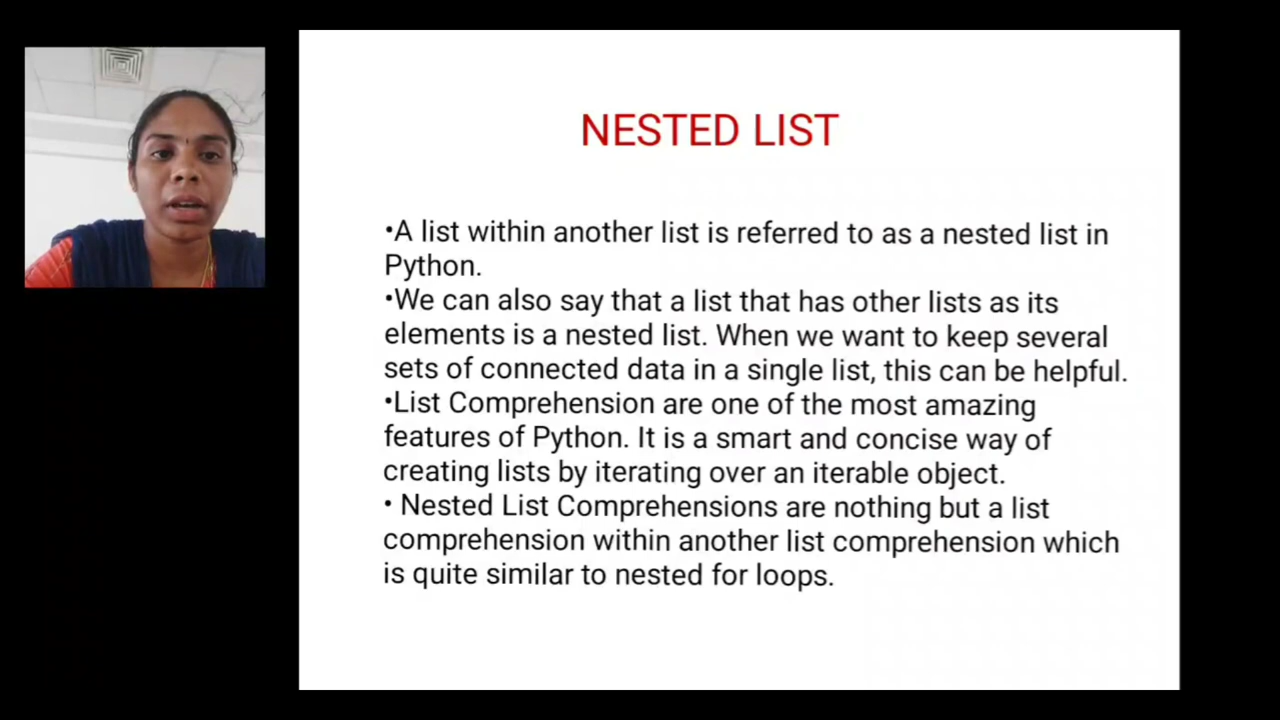 NESTED LIST
•A list within another list is referred to as a nested list in
Python.
•We can also say that a list that has other lists as its
elements is a nested list. When we want to keep several
sets of connected data in a single list, this can be helpful.
•List Comprehension are one of the most amazing
features of Python. It is a smart and concise way of
creating lists by iterating over an iterable object.
• Nested List Comprehensions are nothing but a list
comprehension within another list comprehension which
is quite similar to nested for loops.